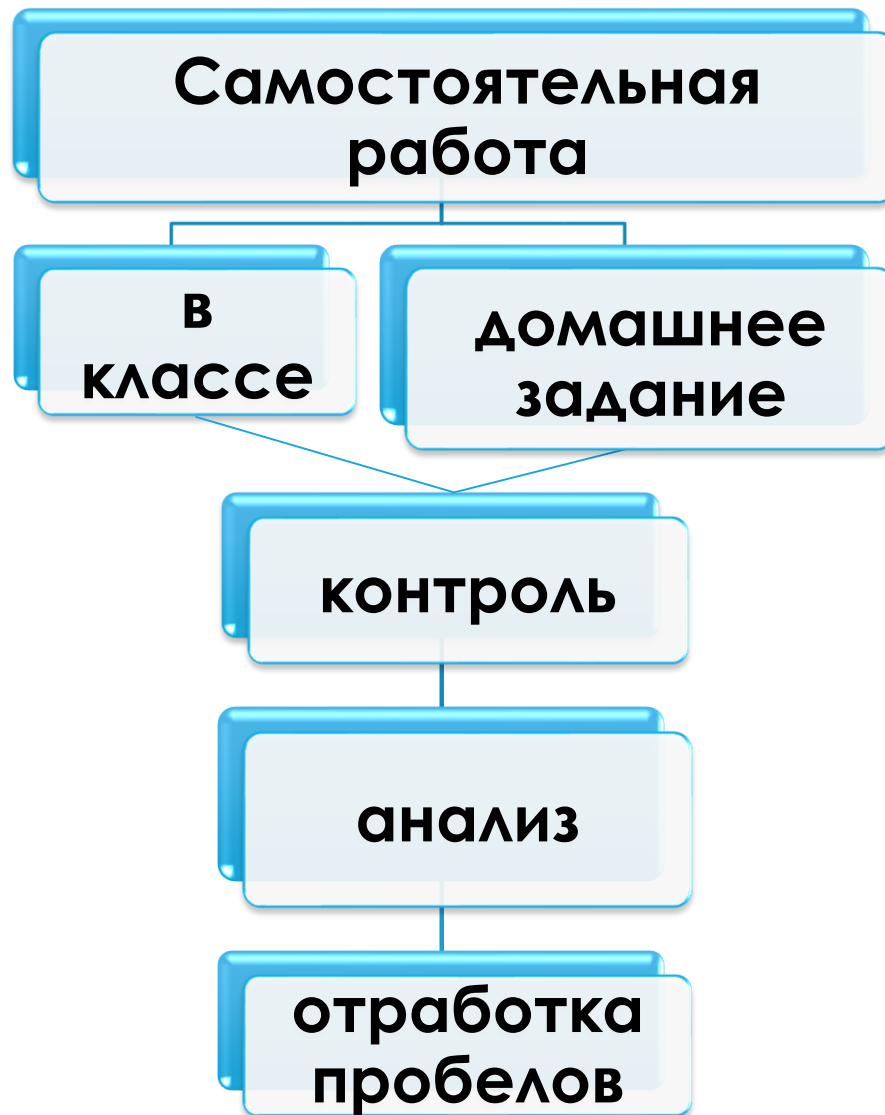 Самостоятельная
работа
в
классе
домашнее
задание
контроль
анализ
отработка
пробелов